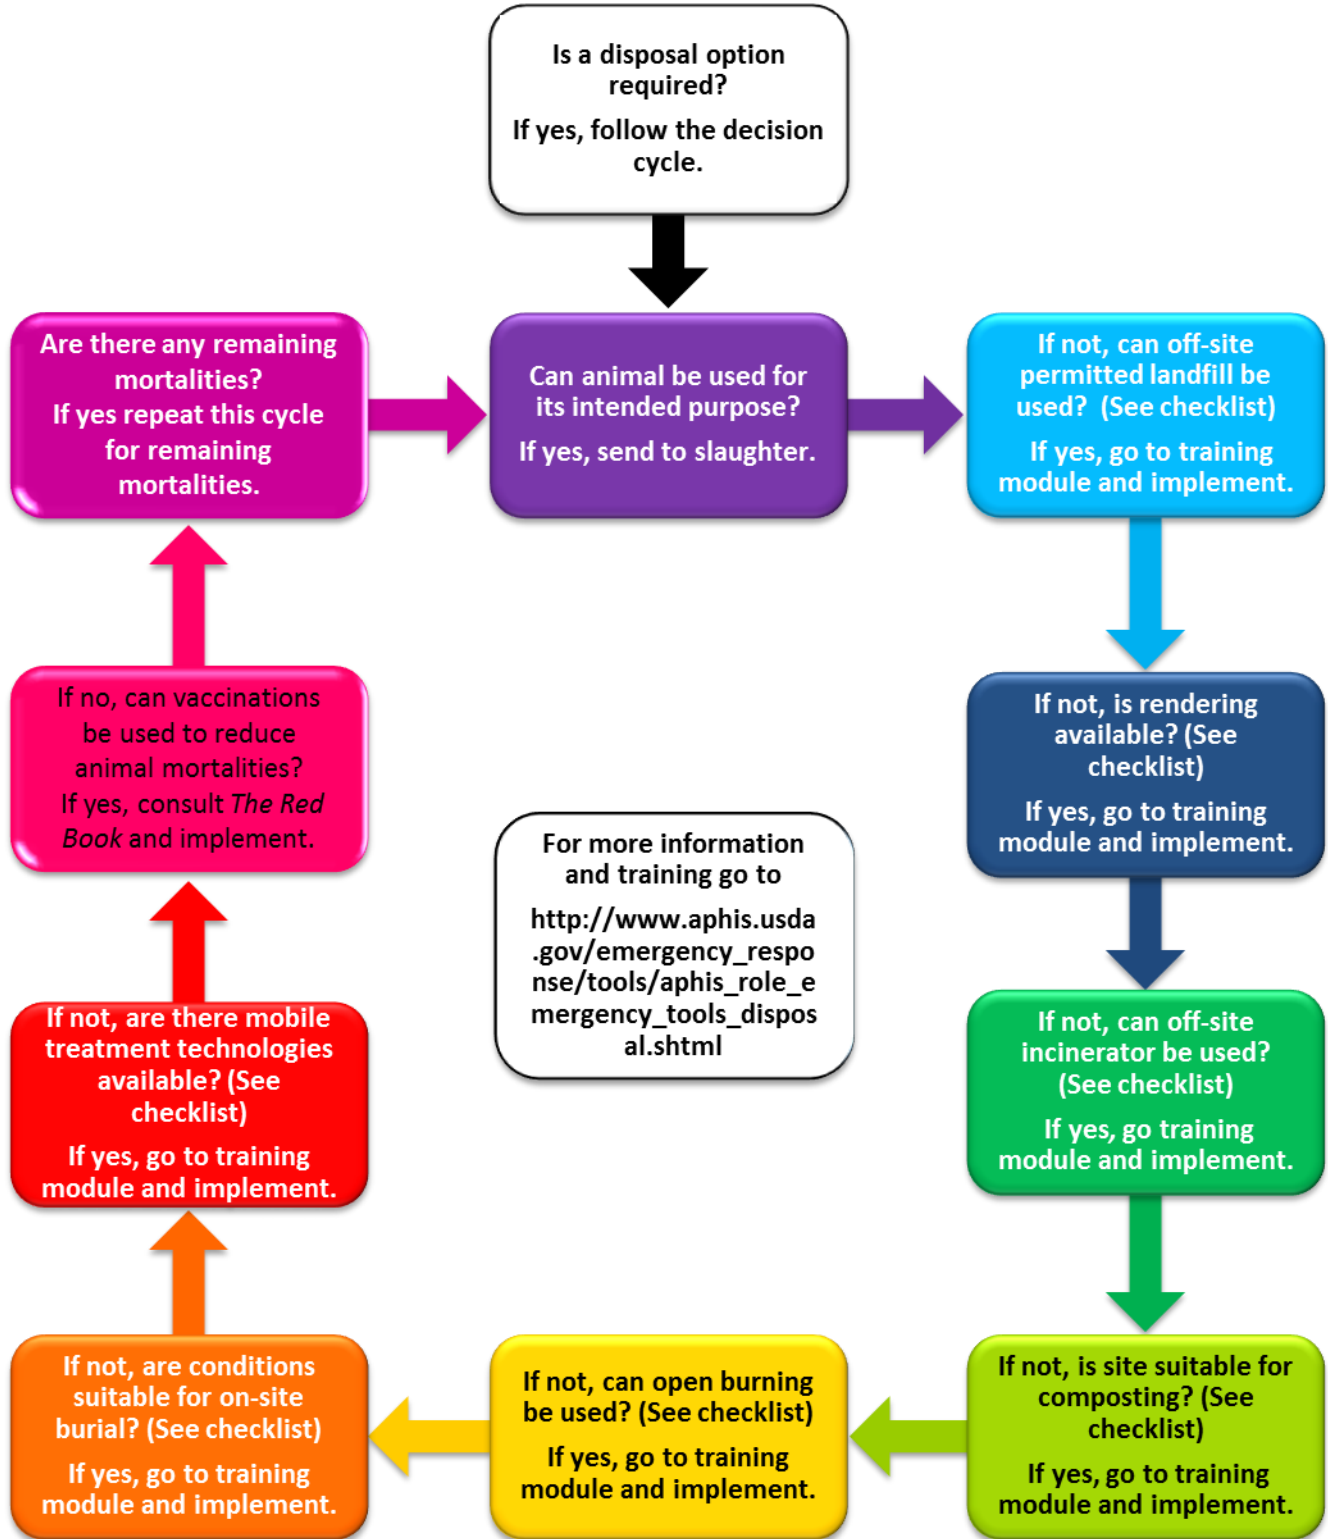 Is a disposal option
required?
If yes, follow the decision
cycle.
Can animal be used for
its intended purpose?
If yes, send to slaughter.
If not, can off-site
permitted landfill be
used?  (See checklist)
If yes, go to training
module and implement.
If not, is rendering
available? (See
checklist)
If yes, go to training
module and implement.
If not, can off-site
incinerator be used?
(See checklist)
If yes, go training
module and implement.
If not, is site suitable for
composting? (See
checklist)
If yes, go to training
module and implement.
If not, can open burning
be used? (See checklist)
If yes, go to training
module and implement.
If not, are conditions
suitable for on-site
burial? (See checklist)
If yes, go to training
module and implement.
If not, are there mobile
treatment technologies
available? (See
checklist)
If yes, go to training
module and implement.
If no, can vaccinations
be used to reduce
animal mortalities?
If yes, consult The Red
Book and implement.
Are there any remaining
mortalities?
If yes repeat this cycle
for remaining
mortalities.
For more information
and training go to
http://www.aphis.usda
.gov/emergency_respo
nse/tools/aphis_role_e
mergency_tools_dispos
al.shtml